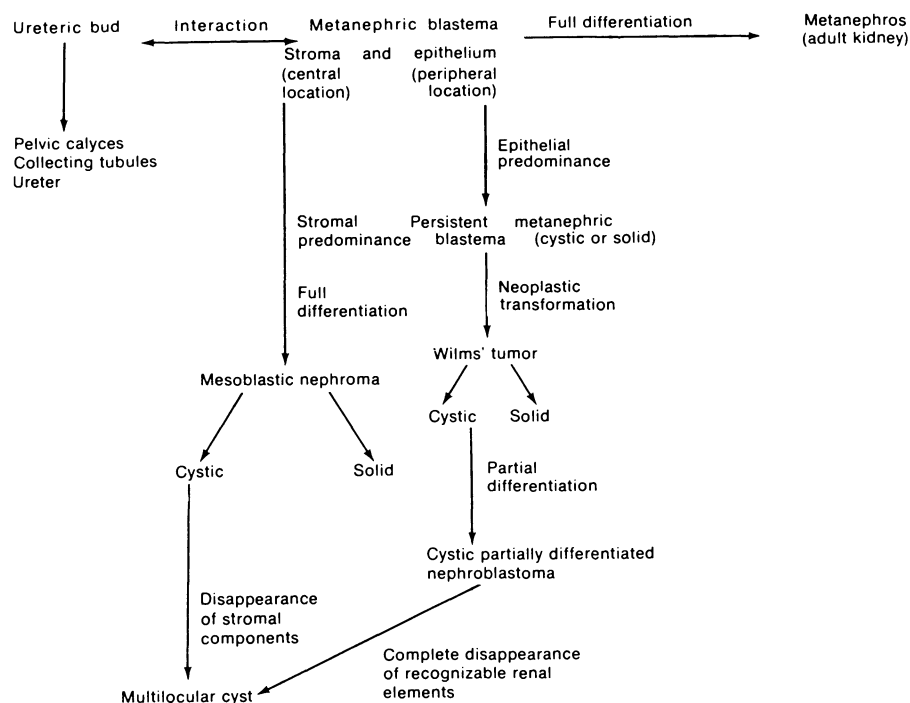 Ureteric bud
Interaction
Metanephric blastema
Full differentiation
Metanephros
(adult kidney)
Stroma and epithelium
(central (peripheral
location) location)
Pelvic calyces
Collecting tubules
Ureter
Epithelial
predominance
Stromal
predominance
Persistent metanephric
blastema (cystic or solid)
Full
differentiation
Neoplastic
transformation
Wilms' tumor
Mesoblastic nephroma
Cystic
Solid
Cystic
Solid
Partial
differentiation
Cystic partially differentiated
nephroblastoma
Disappearance
of stromal
components
Complete disappearance
of recognizable renal
elements
Multilocular cyst